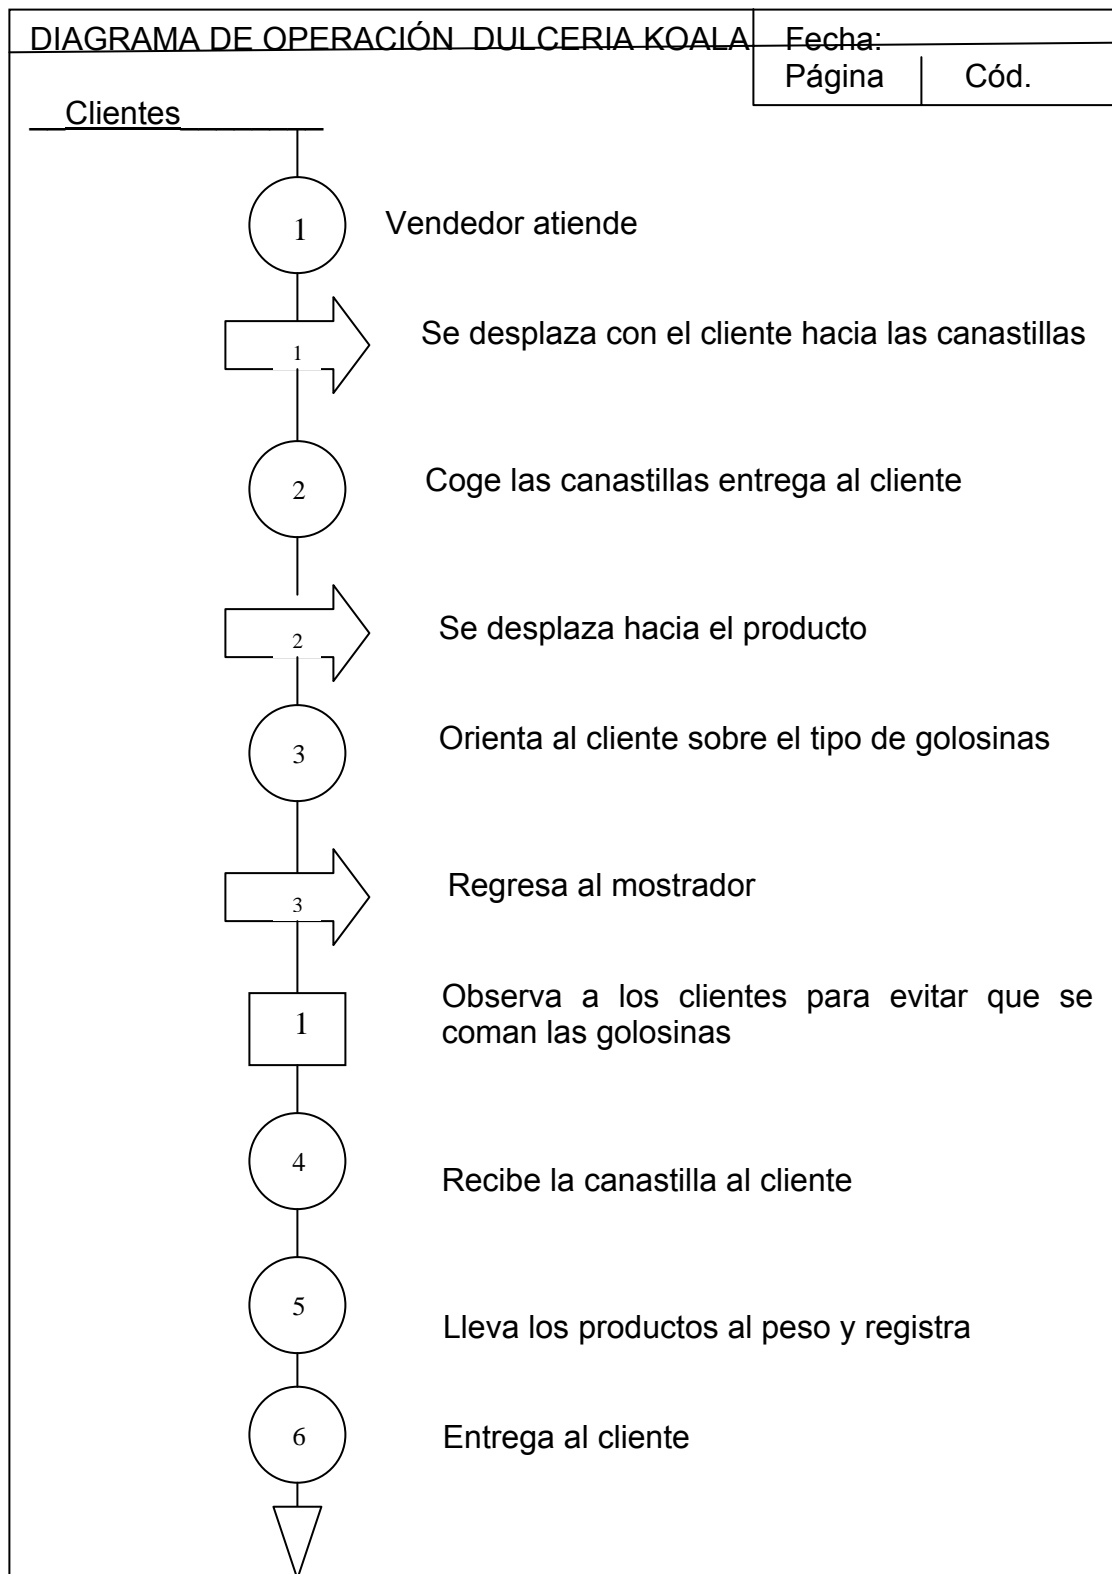 DIAGRAMA DE OPERACIÓN DULCERIA KOALA
Fecha:
Página
Cód.
Clientes
1
Vendedor atiende
1
Se desplaza con el cliente hacia las canastillas
2
Coge las canastillas entrega al cliente
2
Se desplaza hacia el producto
3
Orienta al cliente sobre el tipo de golosinas
3
Regresa al mostrador
1
Observa a los clientes para evitar que se
coman las golosinas
4
Recibe la canastilla al cliente
5
Lleva los productos al peso y registra
6
Entrega al cliente